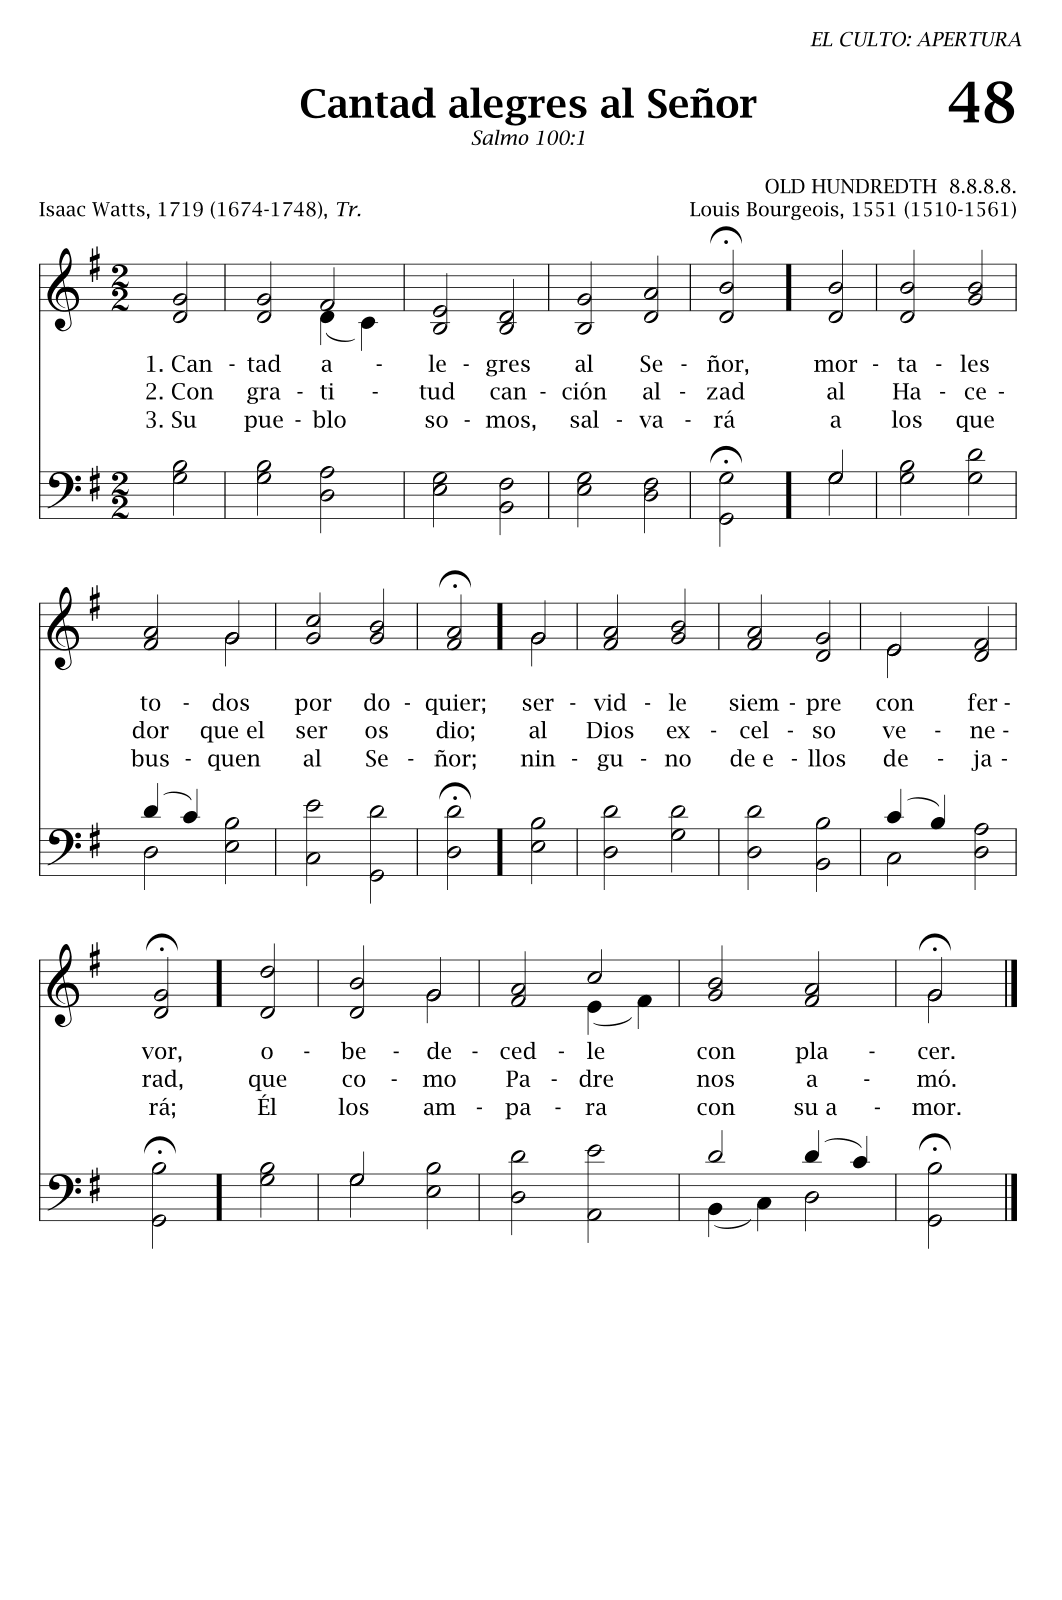 EL CULTO: APERTURA
Cantad alegres al Señor
48
Salmo 100:1
OLD HUNDREDTH 8.8.8.8.
Isaac Watts, 1719 (1674-1748), Tr.
Louis Bourgeois, 1551 (1510-1561)
1. Can - tad a - le - gres al Se - ñor, mor - ta - les
2. Con gra - ti - tud can - ción al - zad al Ha - ce -
3. Su pue - blo so - mos, sal - va - rá a los que
to - dos por do - quier; ser - vid - le siem - pre con fer -
dor que el ser os dio; al Dios ex - cel - so ve - ne -
bus - quen al Se - ñor; nin - gu - no de e - llos de - ja -
vor, o - be - de - ced - le con pla - cer.
rad, que co - mo Pa - dre nos a - mó.
rá; Él los am - pa - ra con su a - mor.